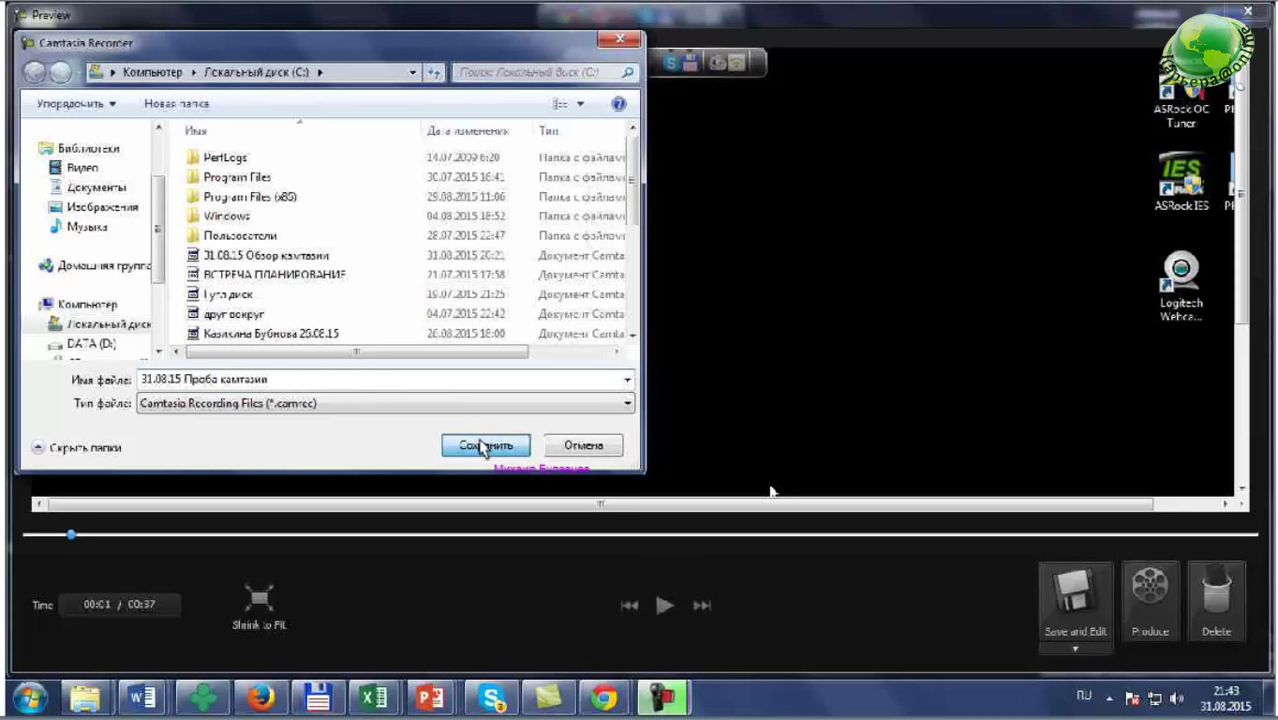 Preview
Camtasia Recorder
Компьютер
Локальный диск (C:)
Поиск: Локальный диск (C:)
Упорядочить
Новая папка
Имя
Дата изменения
Тип
Библиотеки
Видео
Документы
Изображения
Музыка
Домашняя группа
Компьютер
Локальный диск
DATA (D:)
PerfLogs 14.07.2009 6:20 Папка с файлами
Program Files 30.07.2015 16:41 Папка с файлами
Program Files (x86) 29.08.2015 11:06 Папка с файлами
Windows 04.08.2015 18:52 Папка с файлами
Пользователи 28.07.2015 22:47 Папка с файлами
31.08.15 Обзор камтазии 31.08.2015 20:21 Документ Camta
ВСТРЕЧА ПЛАНИРОВАНИЕ 21.07.2015 17:58 Документ Camta
Гугл диск 19.07.2015 21:25 Документ Camta
друг вокруг 04.07.2015 22:42 Документ Camta
Казикина Бубнова 26.08.15 26.08.2015 18:00 Документ Camta
Имя файла: 31.08.15 Проба камтазии
Тип файла: Camtasia Recording Files (*.camrec)
Скрыть папки
Сохранить
Отмена
ASRock OC
Tuner
ASRock IES
Logitech
Webca...
Time 00:01 / 00:37
Shrink to Fit
Save and Edit
Produce
Delete
RU
21:43
31.08.2015